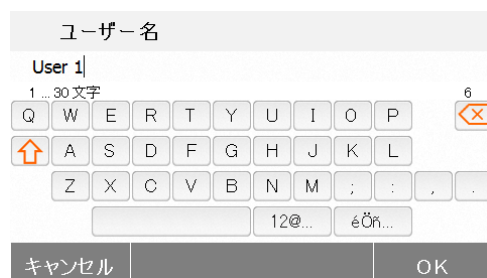 ユーザー名
User 1
1 ... 30 文字 6
Q W E R T Y U I O P
A S D F G H J K L
Z X C V B N M ; : , .
12@... éÖñ...
キャンセル OK